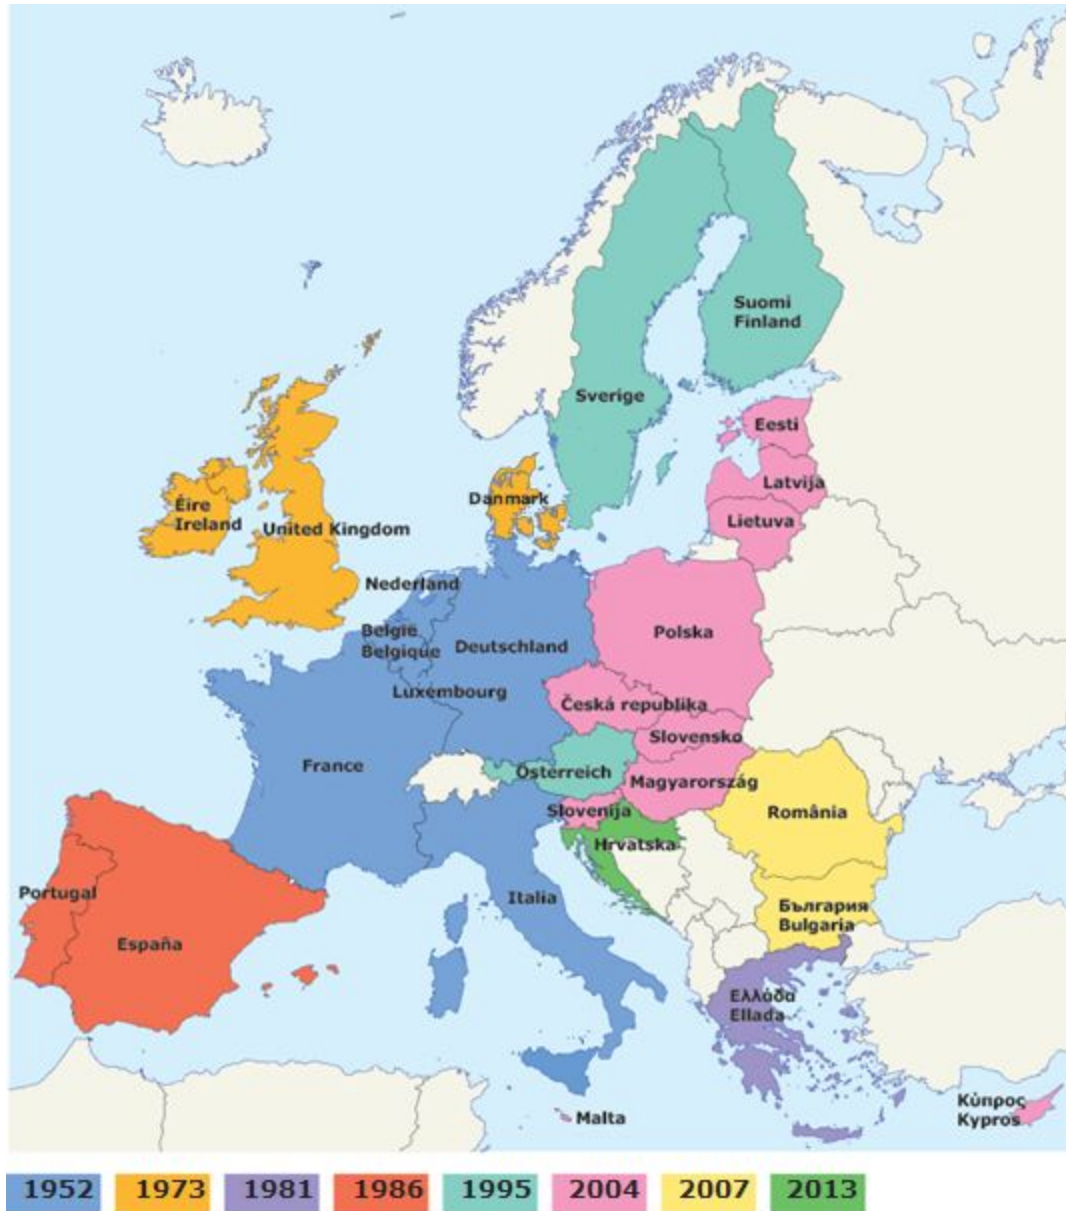 Suomi
Finland
Sverige
Eesti
Latvija
Lietuva
Danmark
Éire
Ireland
United Kingdom
Nederland
België
Belgique
Deutschland
Polska
Luxembourg
Česká republika
Slovensko
France
Österreich
Magyarország
Slovenija
România
Hrvatska
Portugal
España
Italia
България
Bulgaria
Ελλάδα
Ellada
Malta
Κύπρος
Kypros
1952 1973 1981 1986 1995 2004 2007 2013